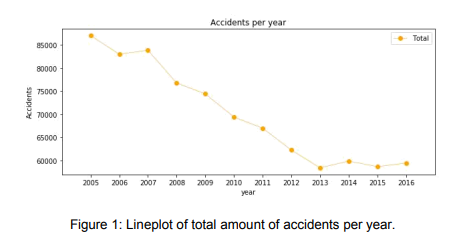 Accidents per year
Total
85000
80000
75000
70000
65000
60000
Accidents
2005 2006 2007 2008 2009 2010 2011 2012 2013 2014 2015 2016
year
Figure 1: Lineplot of total amount of accidents per year.